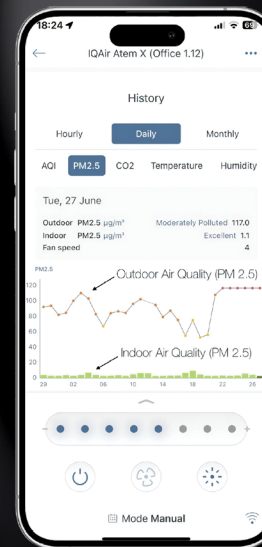 18:24
69
IQAir Atem X (Office 1.12)
History
Hourly Daily Monthly
AQI PM2.5 CO2 Temperature Humidity
Tue, 27 June
Outdoor PM2.5 µg/m³ Moderately Polluted 117.0
Indoor PM2.5 µg/m³ Excellent 1.1
Fan speed 4
PM2.5
Outdoor Air Quality (PM 2.5)
120
100
80
60
40
Indoor Air Quality (PM 2.5)
20
0
29 02 06 10 14 18 22 26
- +
Mode Manual